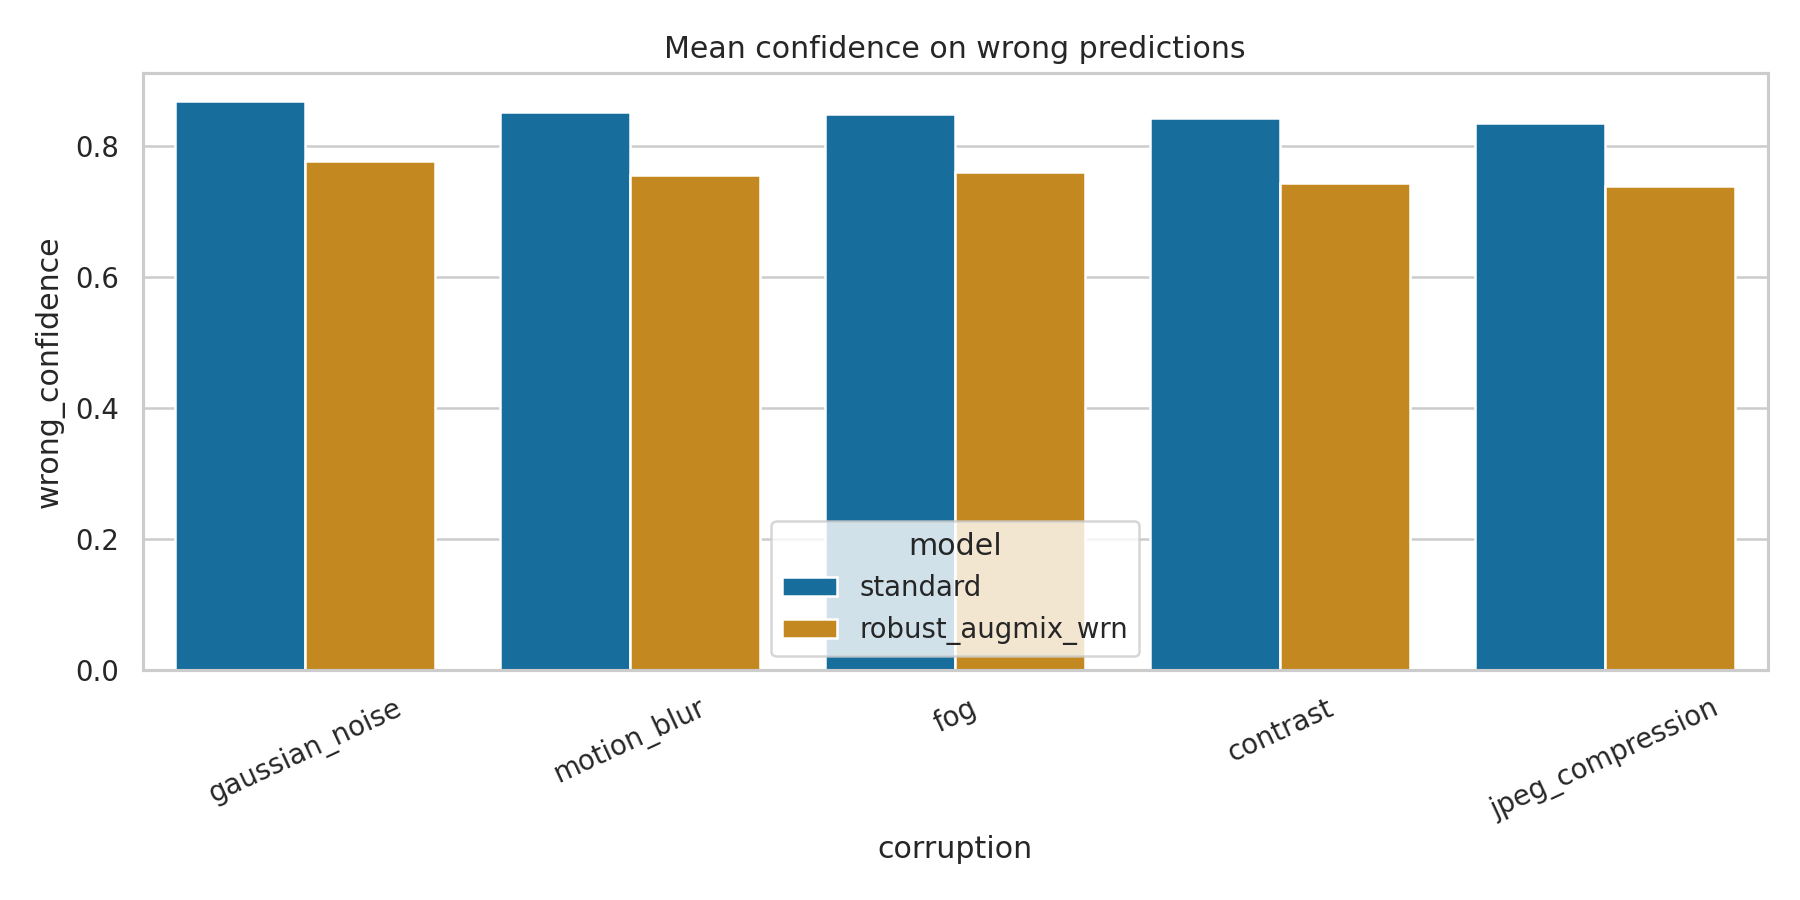 Mean confidence on wrong predictions
wrong_confidence
0.8
0.6
0.4
0.2
0.0
model
standard
robust_augmix_wrn
gaussian_noise
motion_blur
fog
contrast
jpeg_compression
corruption